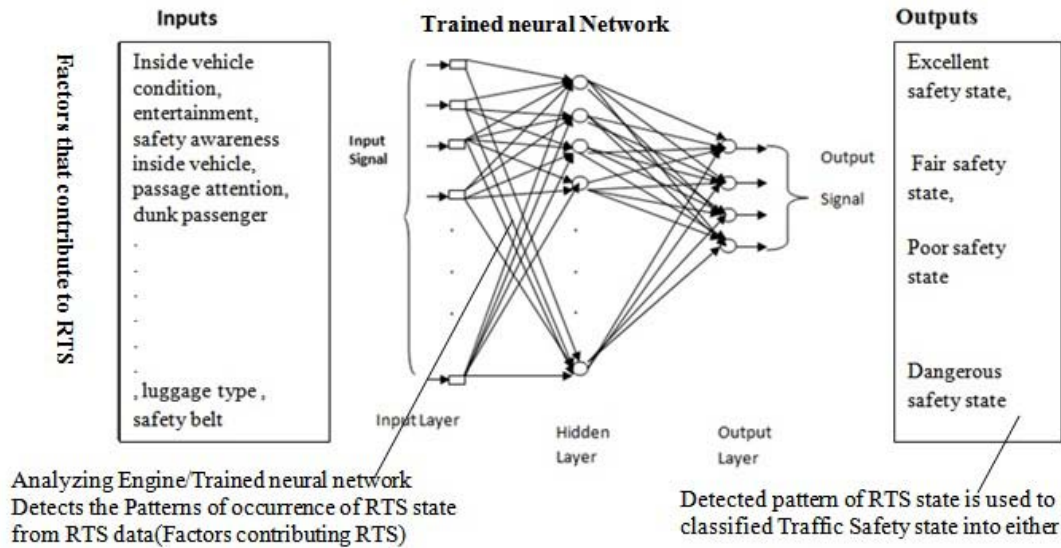 Inputs
Trained neural Network
Outputs
Factors that contribute to RTS
Inside vehicle
condition,
entertainment,
safety awareness
inside vehicle,
passage attention,
dunk passenger
.
.
.
.
.
.
.
, luggage type ,
safety belt
Input
Signal
Input Layer
Hidden
Layer
Output
Layer
Output
Signal
Excellent
safety state,
Fair safety
state,
Poor safety
state
Dangerous
safety state
Analyzing Engine/Trained neural network
Detects the Patterns of occurrence of RTS state
from RTS data(Factors contributing RTS)
Detected pattern of RTS state is used to
classified Traffic Safety state into either